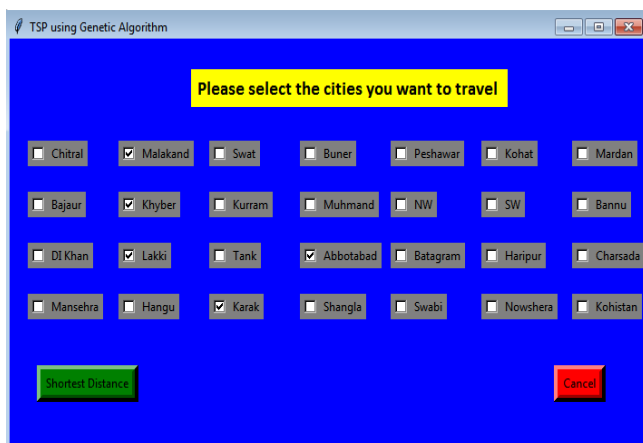 TSP using Genetic Algorithm
Please select the cities you want to travel
Chitral Malakand Swat Buner Peshawar Kohat Mardan
Bajaur Khyber Kurram Muhmand NW SW Bannu
DI Khan Lakki Tank Abbotabad Batagram Haripur Charsada
Mansehra Hangu Karak Shangla Swabi Nowshera Kohistan
Shortest Distance Cancel